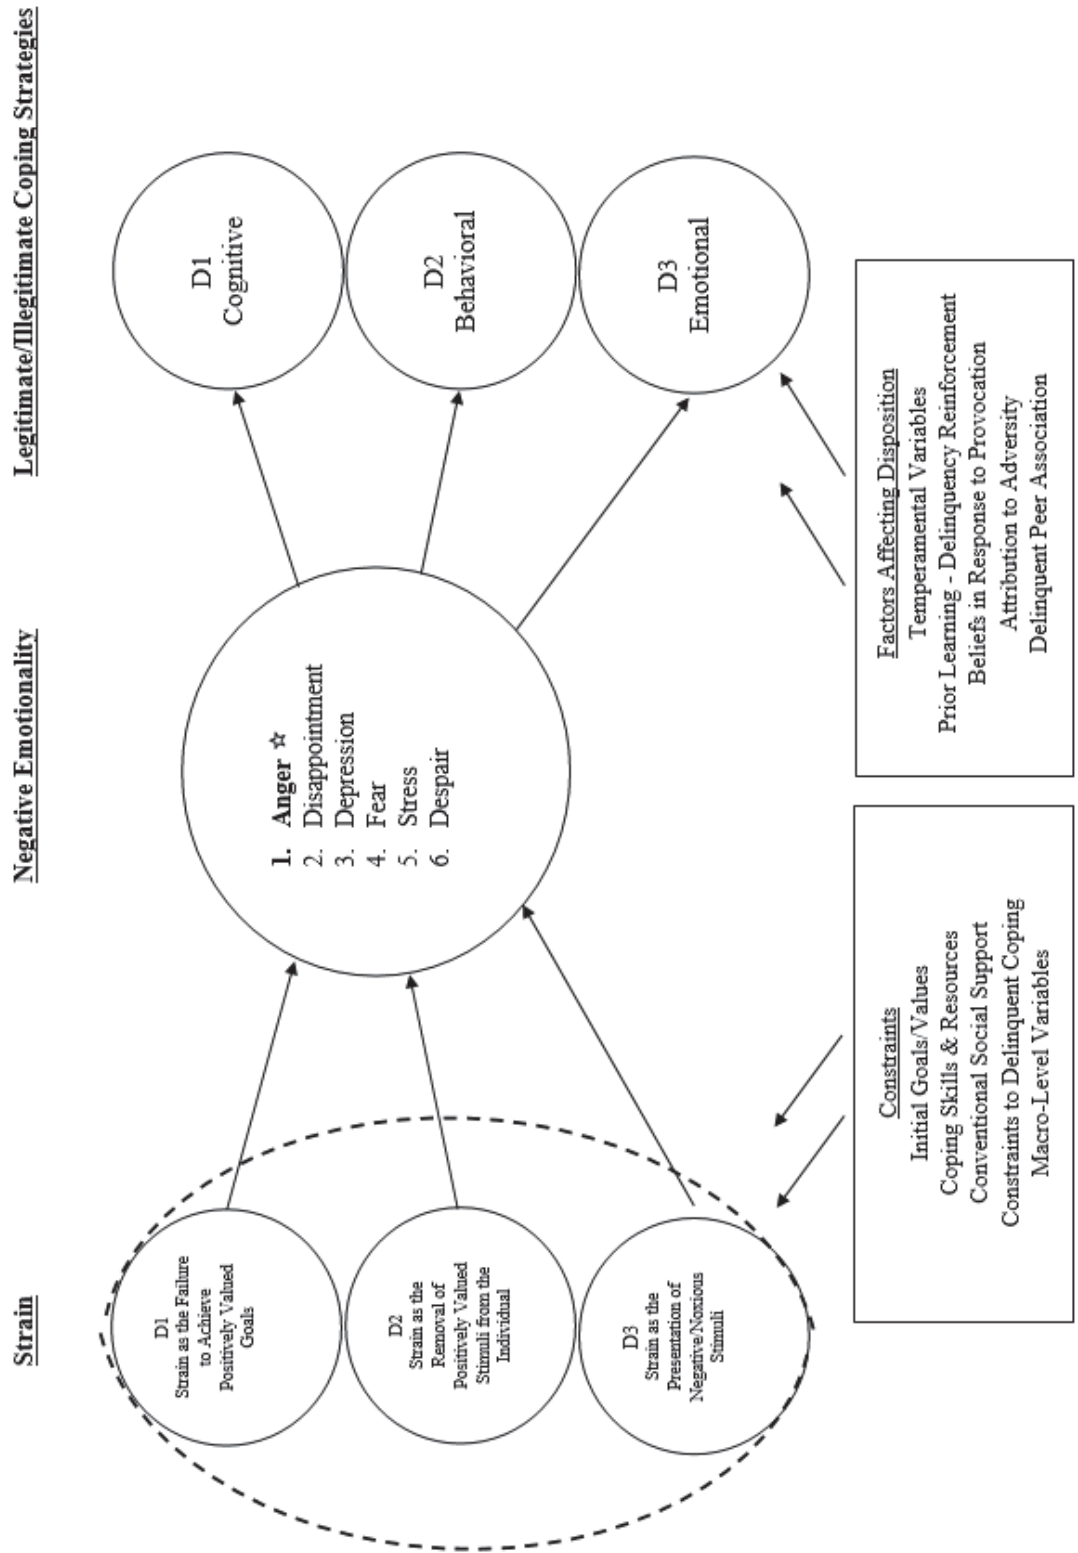 Strain
Negative Emotionality
Legitimate/Illegitimate Coping Strategies
D1
Strain as the Failure
to Achieve
Positively Valued
Goals
D2
Strain as the
Removal of
Positively Valued
Stimuli from the
Individual
D3
Strain as the
Presentation of
Negative/Noxious
Stimuli
1. Anger ☆
2. Disappointment
3. Depression
4. Fear
5. Stress
6. Despair
D1
Cognitive
D2
Behavioral
D3
Emotional
Constraints
Initial Goals/Values
Coping Skills & Resources
Conventional Social Support
Constraints to Delinquent Coping
Macro-Level Variables
Factors Affecting Disposition
Temperamental Variables
Prior Learning - Delinquency Reinforcement
Beliefs in Response to Provocation
Attribution to Adversity
Delinquent Peer Association